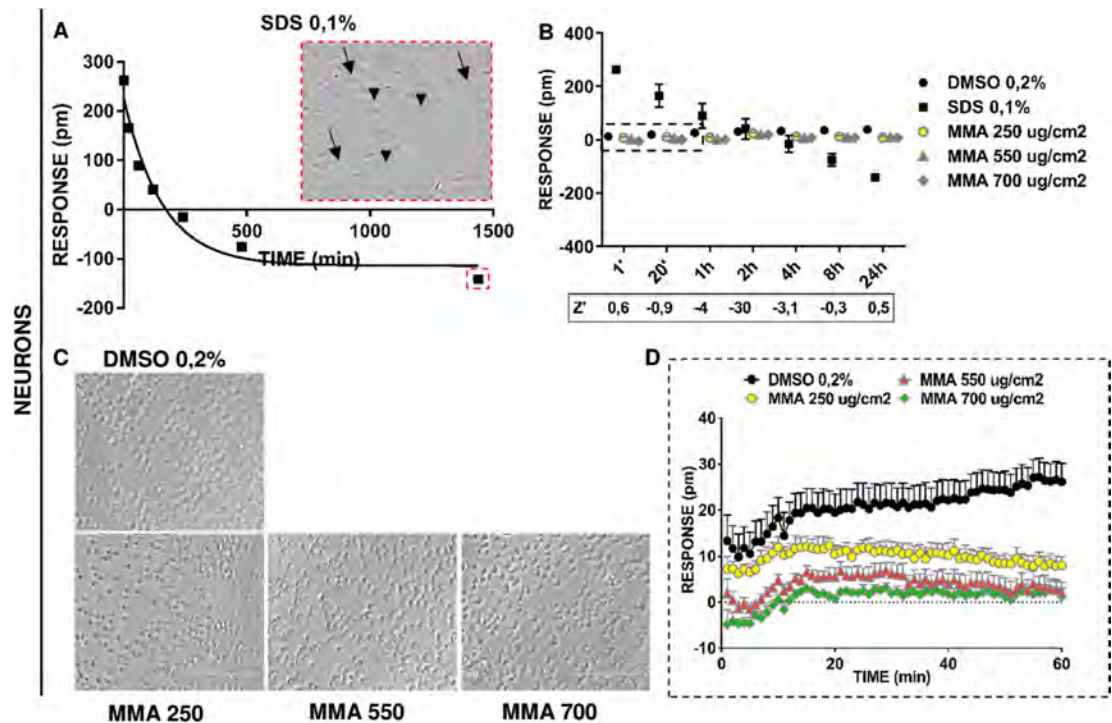 NEURONS
A
SDS 0,1%
RESPONSE (pm)
300
200
100
0
-100
-200
500
1000
1500
TIME (min)
B
RESPONSE (pm)
400
200
0
-200
-400
1'
20'
1h
2h
4h
8h
24h
Z' 0,6 -0,9 -4 -30 -3,1 -0,3 0,5
DMSO 0,2%
SDS 0,1%
MMA 250 ug/cm2
MMA 550 ug/cm2
MMA 700 ug/cm2
C
DMSO 0,2%
MMA 250
MMA 550
MMA 700
D
DMSO 0,2% MMA 550 ug/cm2
MMA 250 ug/cm2 MMA 700 ug/cm2
RESPONSE (pm)
40
30
20
10
0
-10
0 20 40 60
TIME (min)